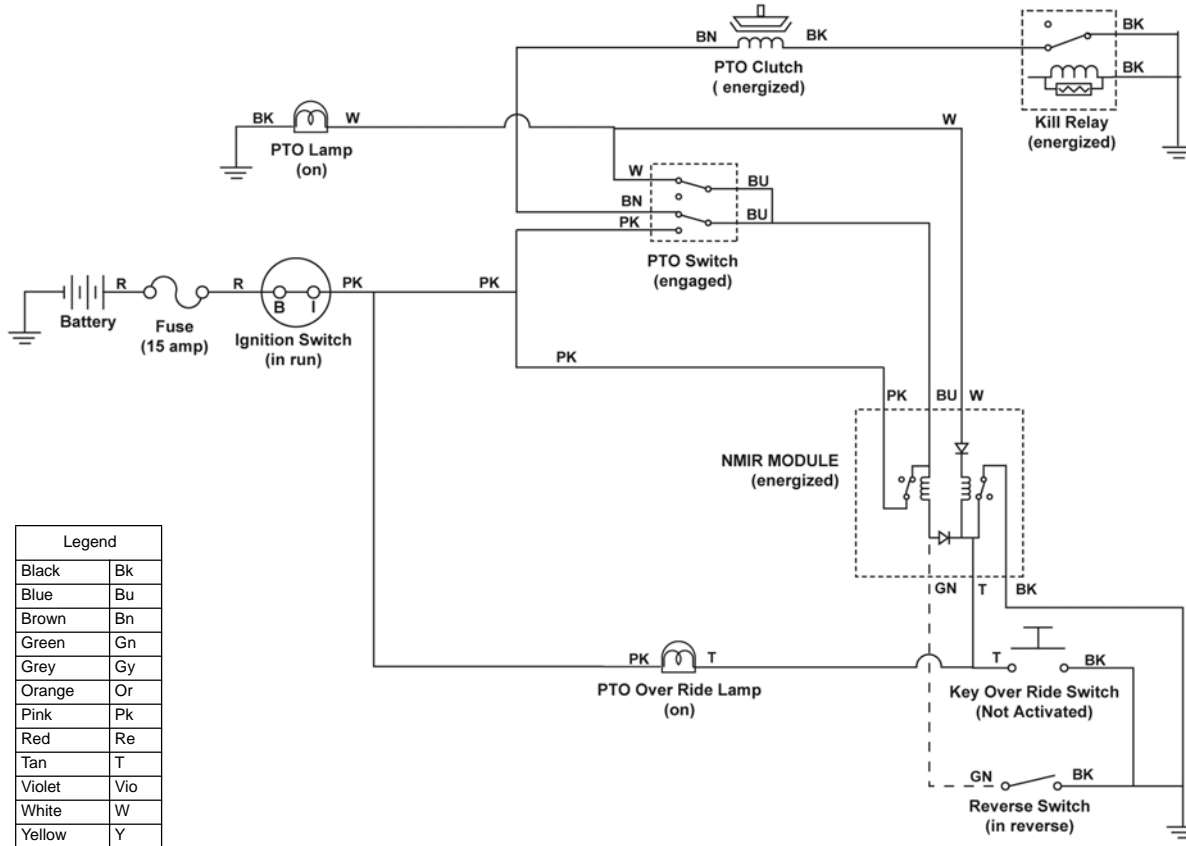 BN
BK
BK
PTO Clutch
( energized)
BK
Kill Relay
(energized)
BK
W
W
PTO Lamp
(on)
W
BU
BN
BU
PK
PTO Switch
(engaged)
R
R
B
I
PK
PK
Battery
Fuse
(15 amp)
Ignition Switch
(in run)
PK
PK
BU
W
NMIR MODULE
(energized)
GN
T
BK
PK
T
PTO Over Ride Lamp
(on)
T
BK
Key Over Ride Switch
(Not Activated)
GN
BK
Reverse Switch
(in reverse)
Legend
Black Bk
Blue Bu
Brown Bn
Green Gn
Grey Gy
Orange Or
Pink Pk
Red Re
Tan T
Violet Vio
White W
Yellow Y